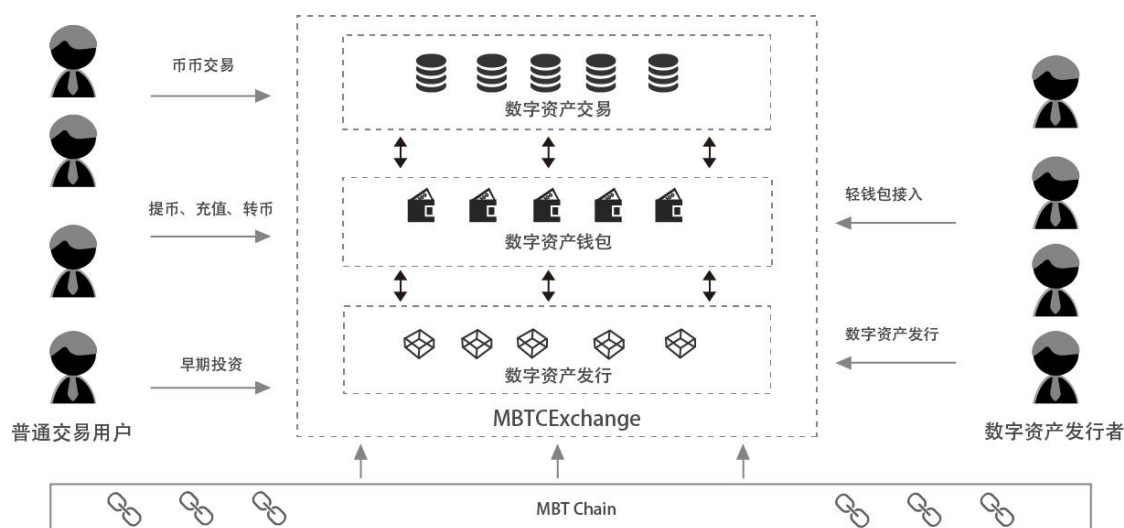 币币交易
数字资产交易
提币、充值、转币
轻钱包接入
数字资产钱包
早期投资
数字资产发行
数字资产发行
MBTCExchange
普通交易用户
数字资产发行者
MBT Chain